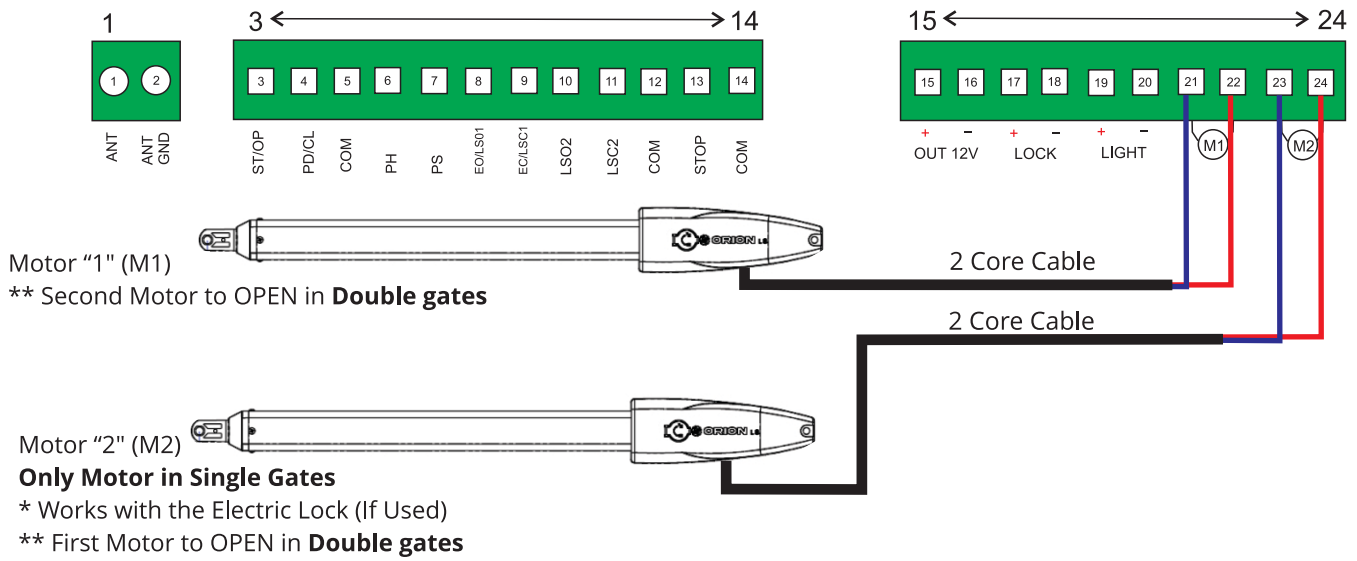 1
3 14
15 24
1 2
3 4 5 6 7 8 9 10 11 12 13 14
15 16 17 18 19 20 21 22 23 24
ANT
ANT GND
ST/OP
PD/CL
COM
PH
PS
EO/LS01
EC/LSC1
LSO2
LSC2
COM
STOP
COM
+ − + − + −
OUT 12V LOCK LIGHT
M1 M2
ORION LS
Motor “1" (M1)
** Second Motor to OPEN in Double gates
2 Core Cable
2 Core Cable
ORION LS
Motor “2" (M2)
Only Motor in Single Gates
* Works with the Electric Lock (If Used)
** First Motor to OPEN in Double gates